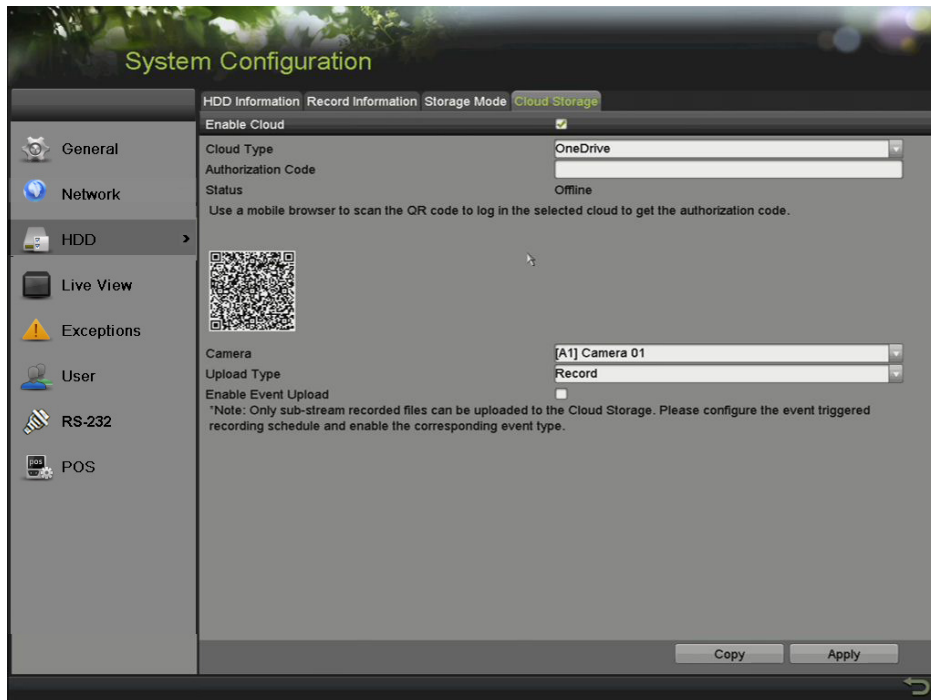 System Configuration
HDD Information Record Information Storage Mode Cloud Storage
Enable Cloud
General
Network
HDD
Live View
Exceptions
User
RS-232
pos
POS
Cloud Type OneDrive
Authorization Code
Status Offline
Use a mobile browser to scan the QR code to log in the selected cloud to get the authorization code.
Camera [A1] Camera 01
Upload Type Record
Enable Event Upload
*Note: Only sub-stream recorded files can be uploaded to the Cloud Storage. Please configure the event triggered
recording schedule and enable the corresponding event type.
Copy Apply